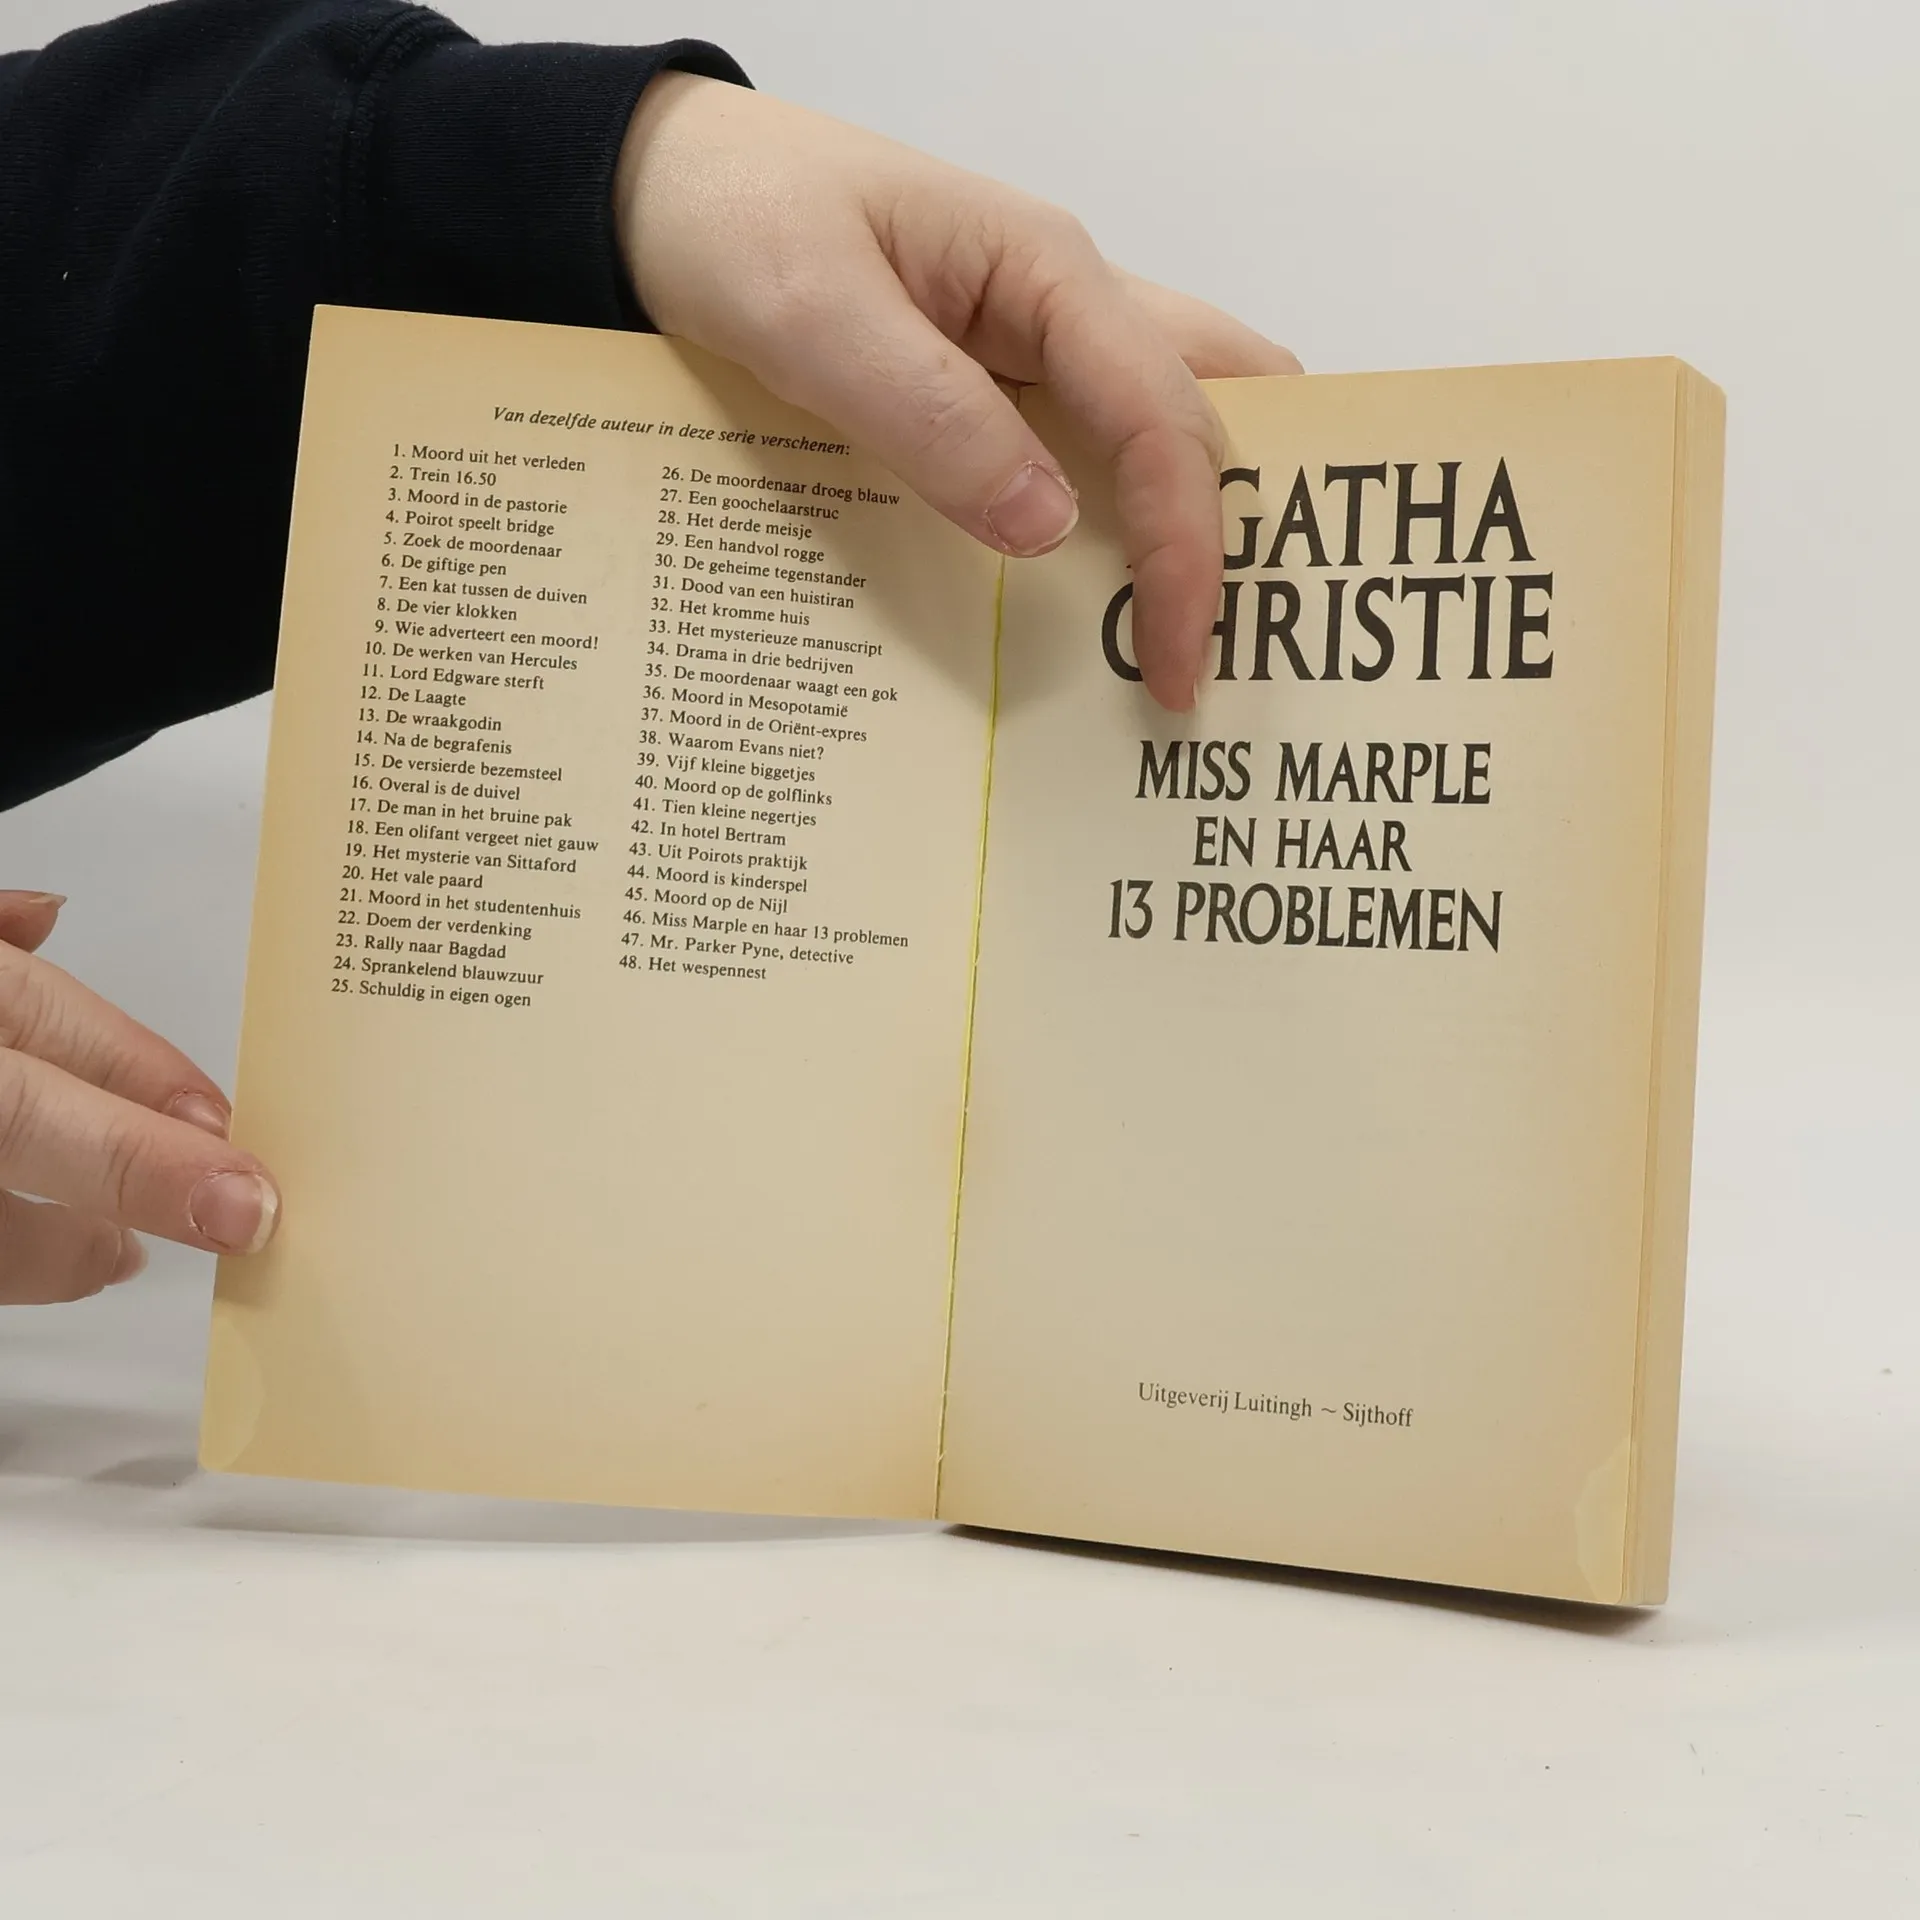 Van dezelfde auteur in deze serie verschenen:
1. Moord uit het verleden
2. Trein 16.50
3. Moord in de pastorie
4. Poirot speelt bridge
5. Zoek de moordenaar
6. De giftige pen
7. Een kat tussen de duiven
8. De vier klokken
9. Wie adverteert een moord!
10. De werken van Hercules
11. Lord Edgware sterft
12. De Laagte
13. De wraakgodin
14. Na de begrafenis
15. De versierde bezemsteel
16. Overal is de duivel
17. De man in het bruine pak
18. Een olifant vergeet niet gauw
19. Het mysterie van Sittaford
20. Het vale paard
21. Moord in het studentenhuis
22. Doem der verdenking
23. Rally naar Bagdad
24. Sprankelend blauwzuur
25. Schuldig in eigen ogen
26. De moordenaar droeg blauw
27. Een goochelaarstruc
28. Het derde meisje
29. Een handvol rogge
30. De geheime tegenstander
31. Dood van een huistiran
32. Het kromme huis
33. Het mysterieuze manuscript
34. Drama in drie bedrijven
35. De moordenaar waagt een gok
36. Moord in Mesopotamië
37. Moord in de Oriënt-expres
38. Waarom Evans niet?
39. Vijf kleine biggetjes
40. Moord op de golflinks
41. Tien kleine negertjes
42. In hotel Bertram
43. Uit Poirots praktijk
44. Moord is kinderspel
45. Moord op de Nijl
46. Miss Marple en haar 13 problemen
47. Mr. Parker Pyne, detective
48. Het wespennest
AGATHA
CHRISTIE
MISS MARPLE
EN HAAR
13 PROBLEMEN
Uitgeverij Luitingh ~ Sijthoff